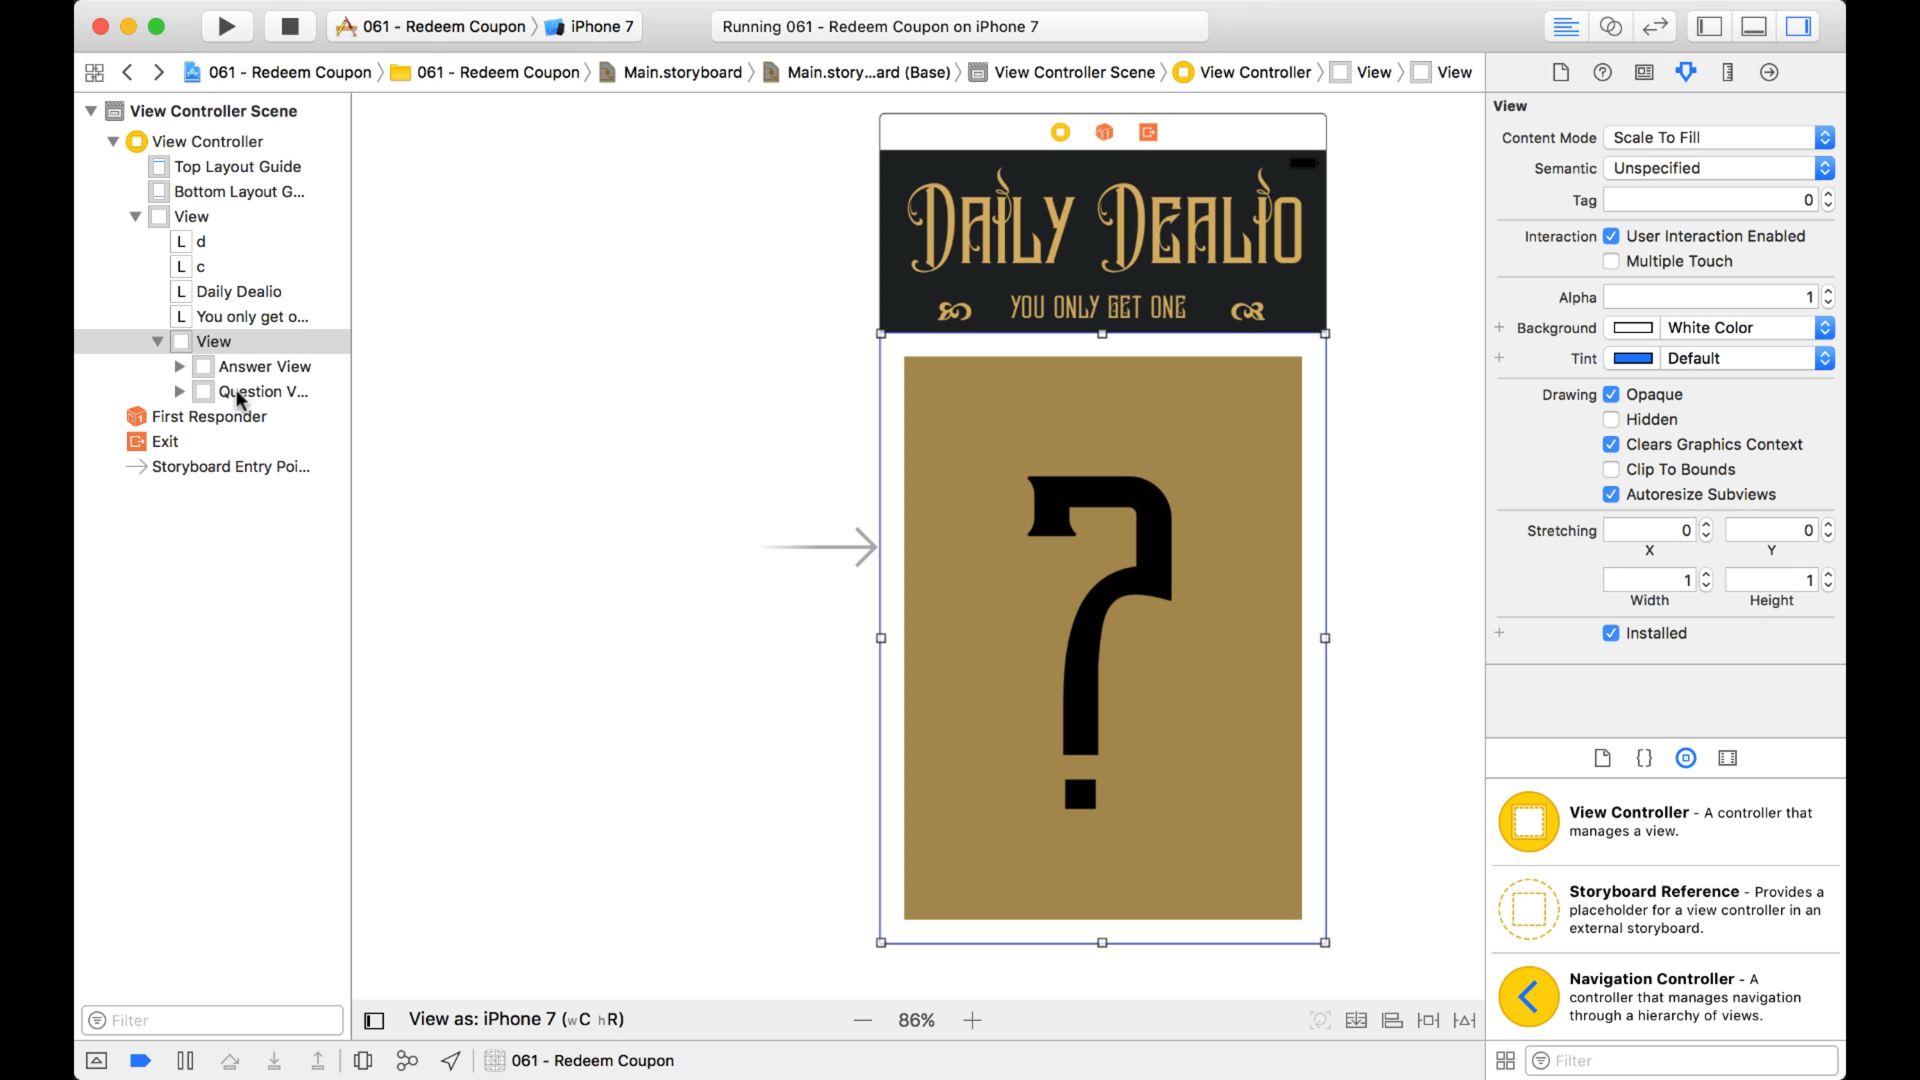 061 - Redeem Coupon iPhone 7
Running 061 - Redeem Coupon on iPhone 7
061 - Redeem Coupon 061 - Redeem Coupon Main.storyboard Main.story...ard (Base) View Controller Scene View Controller View View
View Controller Scene
View Controller
Top Layout Guide
Bottom Layout G...
View
L d
L c
L Daily Dealio
L You only get o...
View
Answer View
Question V...
First Responder
Exit
Storyboard Entry Poi...
Filter
Daily Dealio
YOU ONLY GET ONE
?
View as: iPhone 7 (wC hR)
— 86% +
061 - Redeem Coupon
View
Content Mode Scale To Fill
Semantic Unspecified
Tag 0
Interaction User Interaction Enabled
Multiple Touch
Alpha 1
+ Background White Color
+ Tint Default
Drawing Opaque
Hidden
Clears Graphics Context
Clip To Bounds
Autoresize Subviews
Stretching 0 0
X Y
1 1
Width Height
+ Installed
{}
View Controller - A controller that
manages a view.
Storyboard Reference - Provides a
placeholder for a view controller in an
external storyboard.
Navigation Controller - A
controller that manages navigation
through a hierarchy of views.
Filter